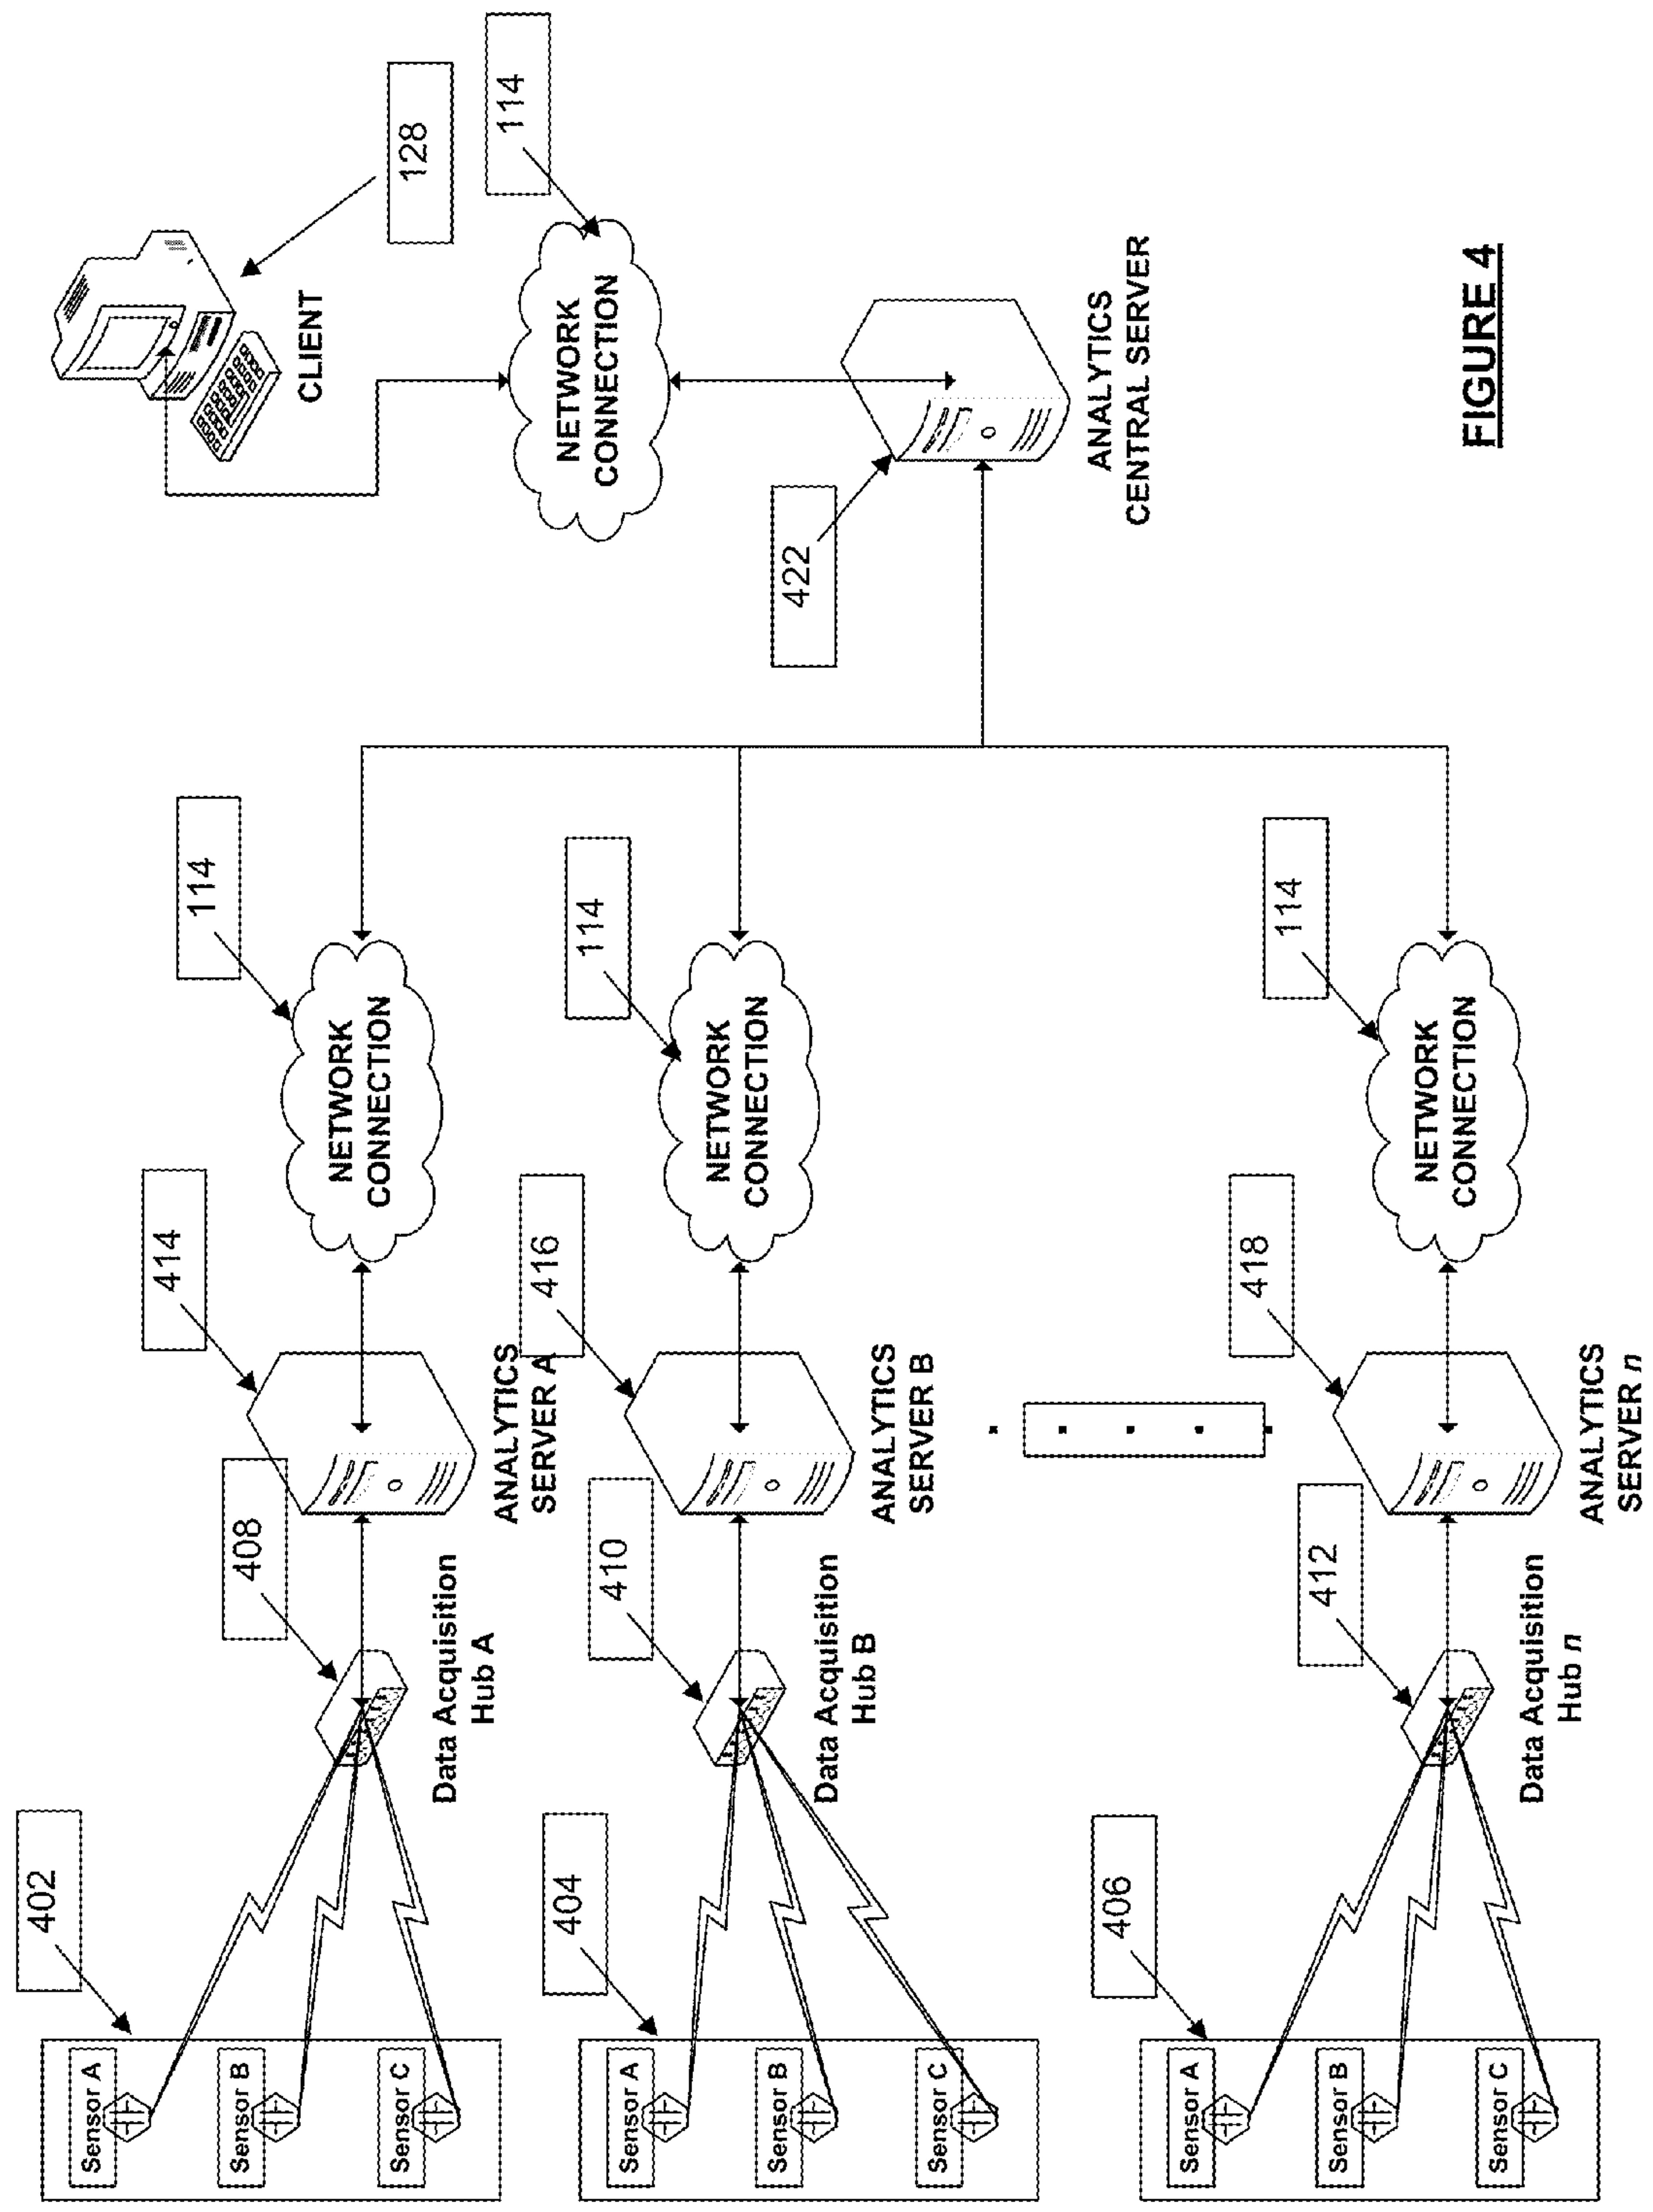 402
Sensor A
Sensor B
Sensor C
408
Data Acquisition
Hub A
414
ANALYTICS
SERVER A
114
NETWORK
CONNECTION
404
Sensor A
Sensor B
Sensor C
410
Data Acquisition
Hub B
416
ANALYTICS
SERVER B
114
NETWORK
CONNECTION
406
Sensor A
Sensor B
Sensor C
412
Data Acquisition
Hub n
418
ANALYTICS
SERVER n
114
NETWORK
CONNECTION
128
CLIENT
114
NETWORK
CONNECTION
422
ANALYTICS
CENTRAL SERVER
FIGURE 4